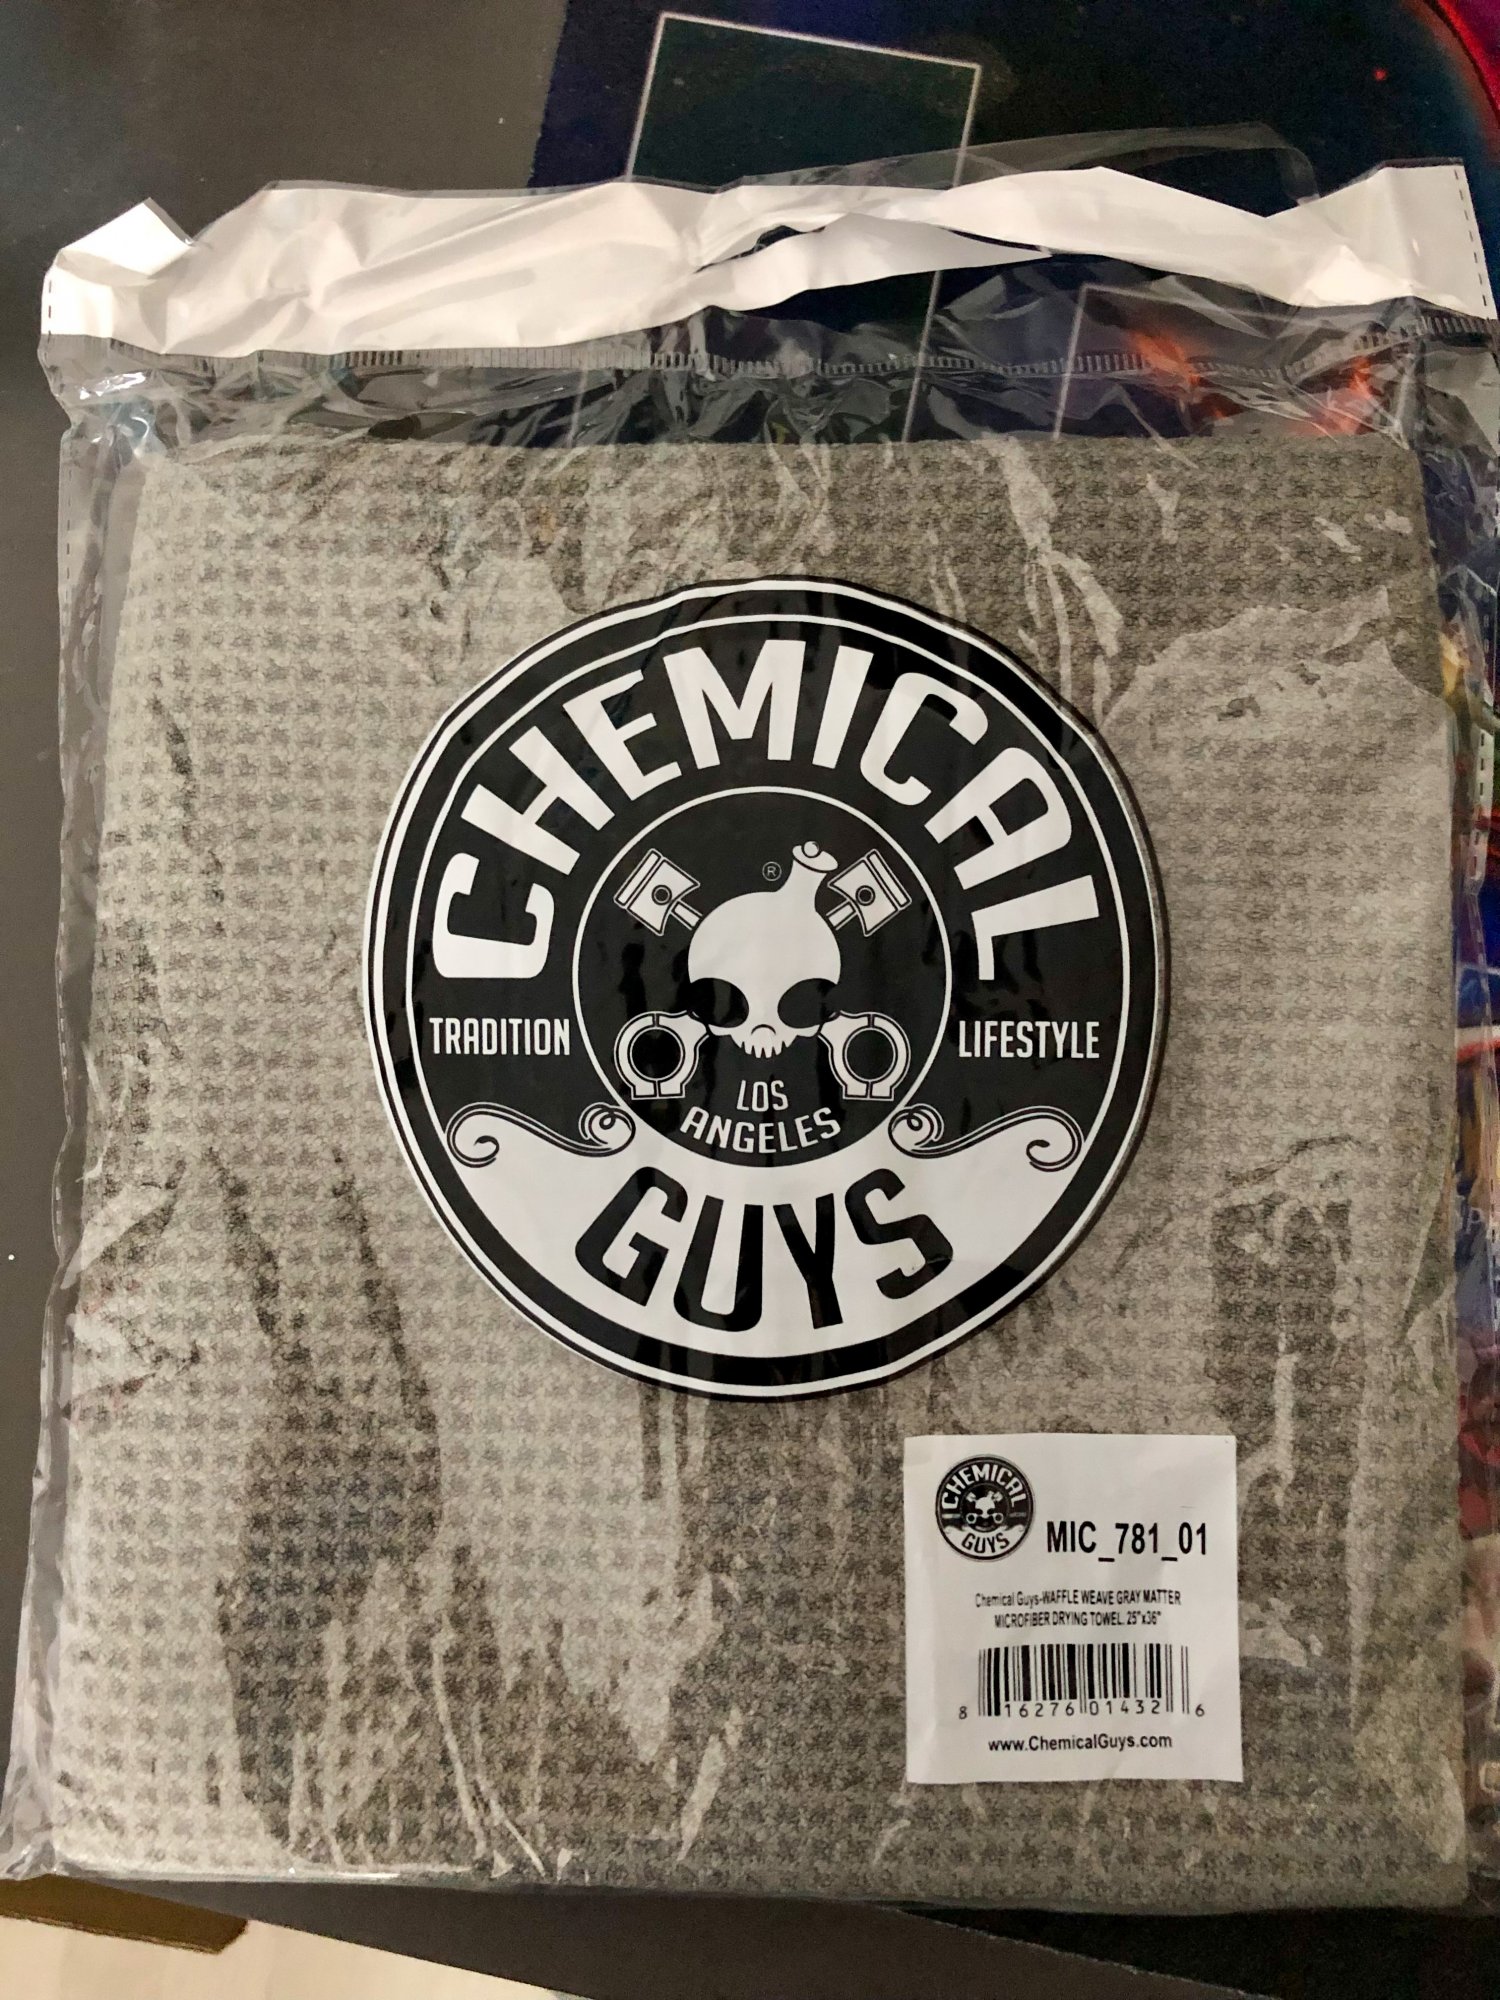 CHEMICAL
®
TRADITION
LIFESTYLE
LOS
ANGELES
GUYS
CHEMICAL
GUYS
MIC_781_01
Chemical Guys-WAFFLE WEAVE GRAY MATTER
MICROFIBER DRYING TOWEL. 25"x36"
8 16276 01432 6
www.ChemicalGuys.com